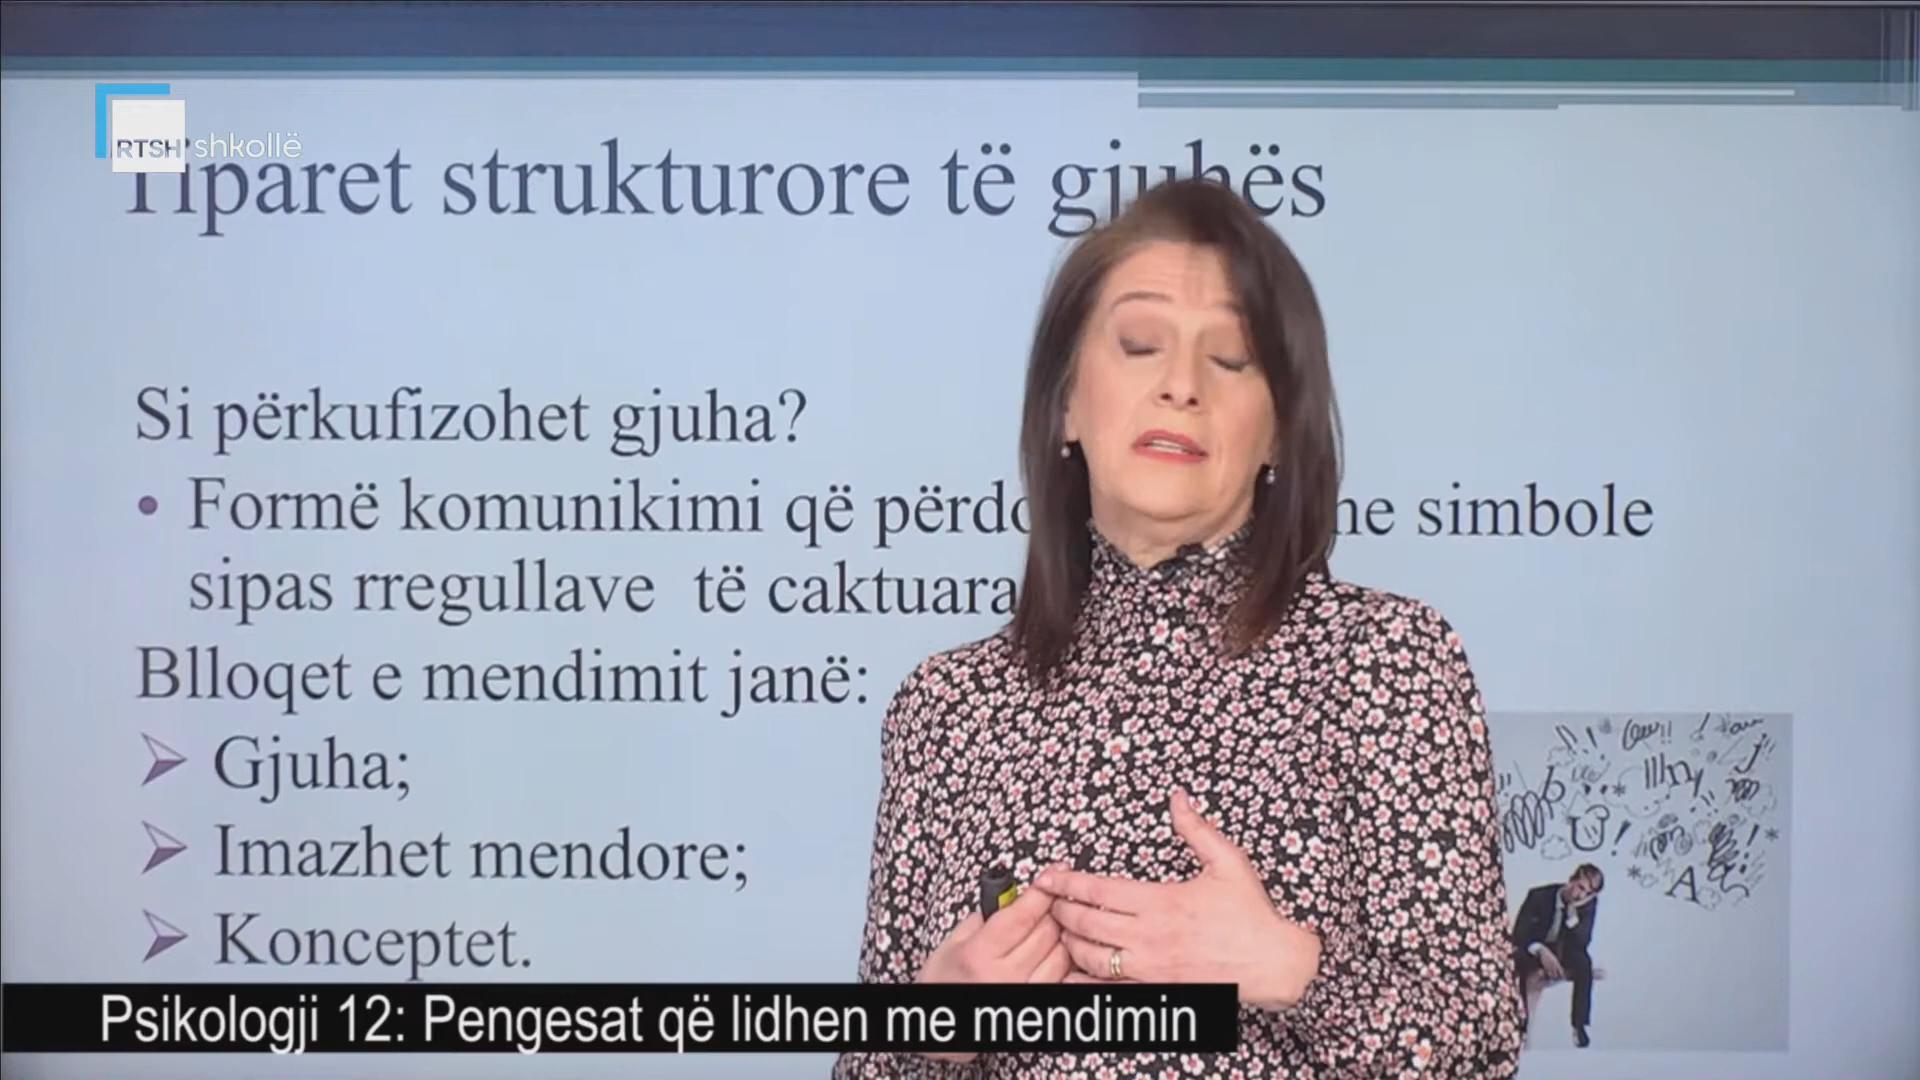 RTSH shkollë
Tiparet strukturore të gjuhës
Si përkufizohet gjuha?
• Formë komunikimi që me simbole
sipas rregullave të caktuara
Blloqet e mendimit janë:
Gjuha;
Imazhet mendore;
Konceptet.
Psikologji 12: Pengesat që lidhen me mendimin